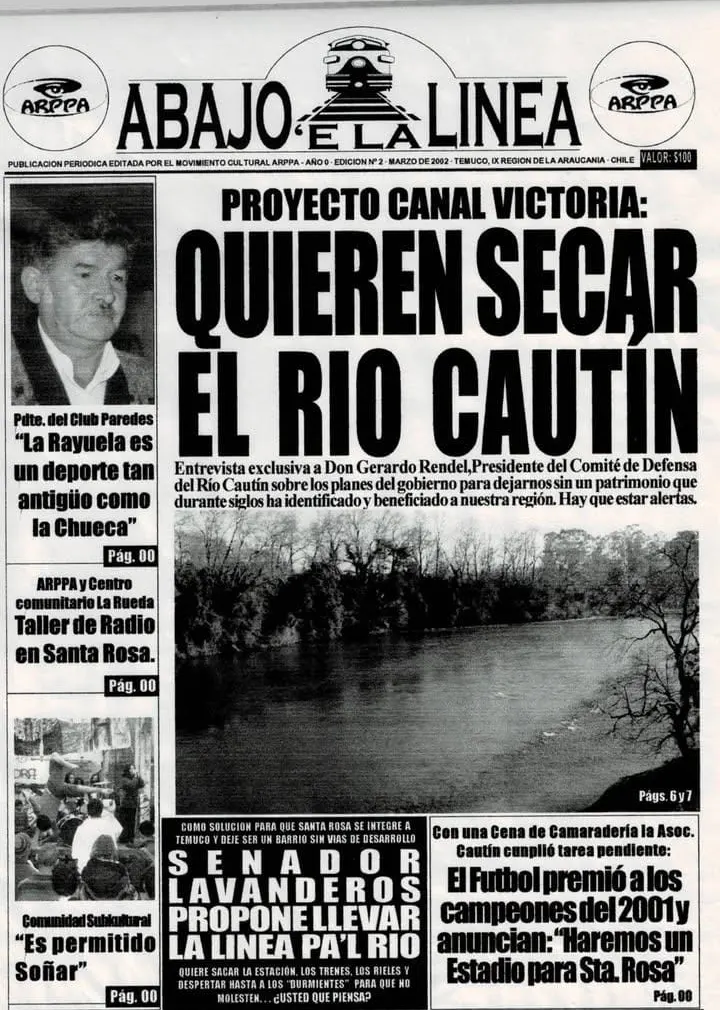 ARPPA
ABAJO 'E LA LINEA
ARPPA
PUBLICACION PERIODICA EDITADA POR EL MOVIMIENTO CULTURAL ARPPA - AÑO 0 - EDICION Nº 2 - MARZO DE 2002 - TEMUCO, IX REGION DE LA ARAUCANIA - CHILE
VALOR: $100
PROYECTO CANAL VICTORIA:
QUIEREN SECAR
EL RIO CAUTÍN
Entrevista exclusiva a Don Gerardo Rendel,Presidente del Comité de Defensa
del Río Cautín sobre los planes del gobierno para dejarnos sin un patrimonio que
durante siglos ha identificado y beneficiado a nuestra región. Hay que estar alertas.
Págs. 6 y 7
Pdte. del Club Paredes
“La Rayuela es
un deporte tan
antigüo como
la Chueca”
Pág. 00
ARPPA y Centro
comunitario La Rueda
Taller de Radio
en Santa Rosa.
Pág. 00
Comunidad Subkultural
“Es permitido
Soñar”
Pág. 00
COMO SOLUCION PARA QUE SANTA ROSA SE INTEGRE A
TEMUCO Y DEJE SER UN BARRIO SIN VIAS DE DESARROLLO
SENADOR
LAVANDEROS
PROPONE LLEVAR
LA LINEA PA'L RIO
QUIERE SACAR LA ESTACIÓN, LOS TRENES, LOS RIELES Y
DESPERTAR HASTA A LOS "DURMIENTES" PARA QUE NO
MOLESTEN... ¿USTED QUE PIENSA?
Con una Cena de Camaradería la Asoc.
Cautín cunplió tarea pendiente:
El Futbol premió a los
campeones del 2001 y
anuncian: “Haremos un
Estadio para Sta. Rosa”
Pág. 00